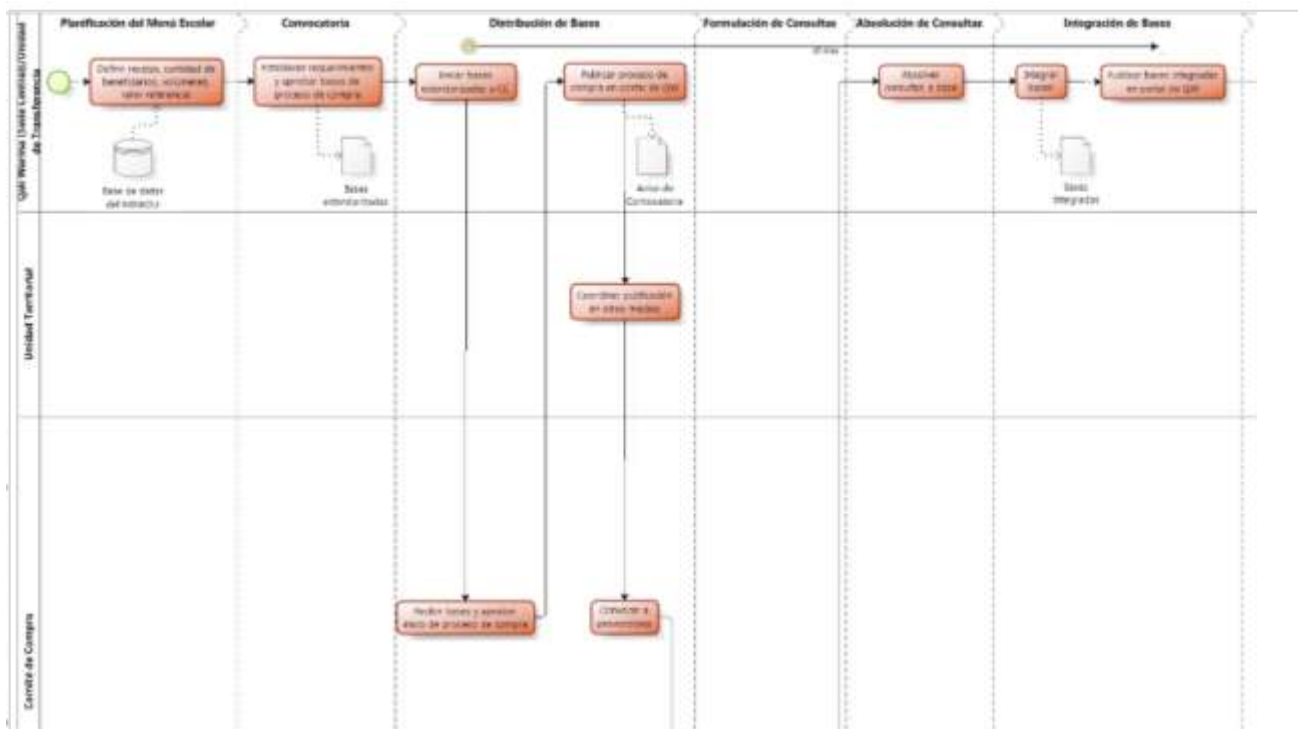 Planificación del Menú Escolar
Convocatoria
Distribución de Bases
Formulación de Consultas
Absolución de Consultas
Integración de Bases
Qali Warma (Sede Central)/Unidad
de Transferencia
Unidad Territorial
Comité de Compra
Definir recetas, cantidad de
beneficiarios, volúmenes,
valor referencial
Establecer requerimientos
y aprobar bases de
proceso de compra
Enviar bases
estandarizadas a CC
Publicar proceso de
compra en portal de QW
Absolver
consultas a base
Integrar
bases
Publicar bases integradas
en portal de QW
Base de datos
Bases
estandarizadas
Aviso de
Convocatoria
Bases
Integradas
Coordinar publicación
en otros medios
Recibir bases y aprobar
inicio de proceso de compra
Convocar a
proveedores